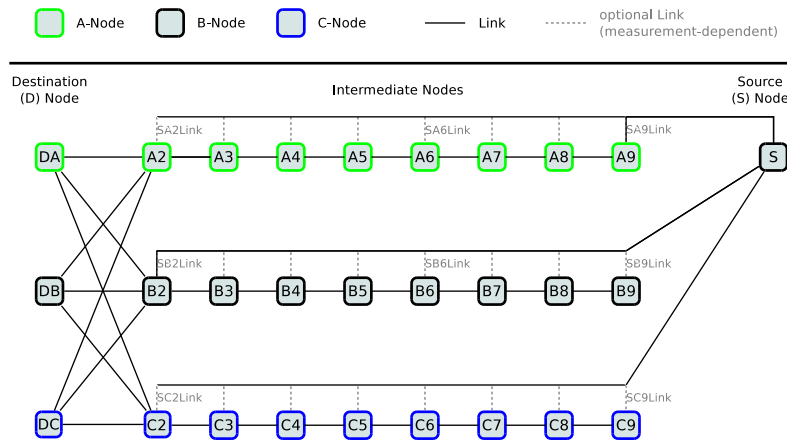 A-Node B-Node C-Node Link optional Link
(measurement-dependent)
Destination
(D) Node
Intermediate Nodes
Source
(S) Node
SA2Link SA6Link SA9Link
DA A2 A3 A4 A5 A6 A7 A8 A9 S
SB2Link SB6Link SB9Link
DB B2 B3 B4 B5 B6 B7 B8 B9
SC2Link SC9Link
DC C2 C3 C4 C5 C6 C7 C8 C9